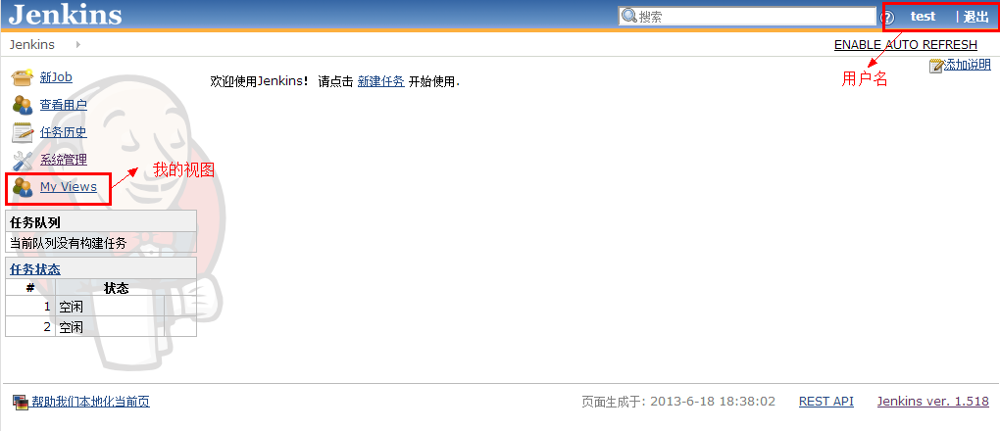 Jenkins
搜索
?
test | 退出
Jenkins
ENABLE AUTO REFRESH
添加说明
用户名
新Job
欢迎使用Jenkins! 请点击 新建任务 开始使用.
查看用户
任务历史
系统管理
我的视图
My Views
任务队列
当前队列没有构建任务
任务状态
# 状态
1 空闲
2 空闲
帮助我们本地化当前页
页面生成于: 2013-6-18 18:38:02 REST API Jenkins ver. 1.518